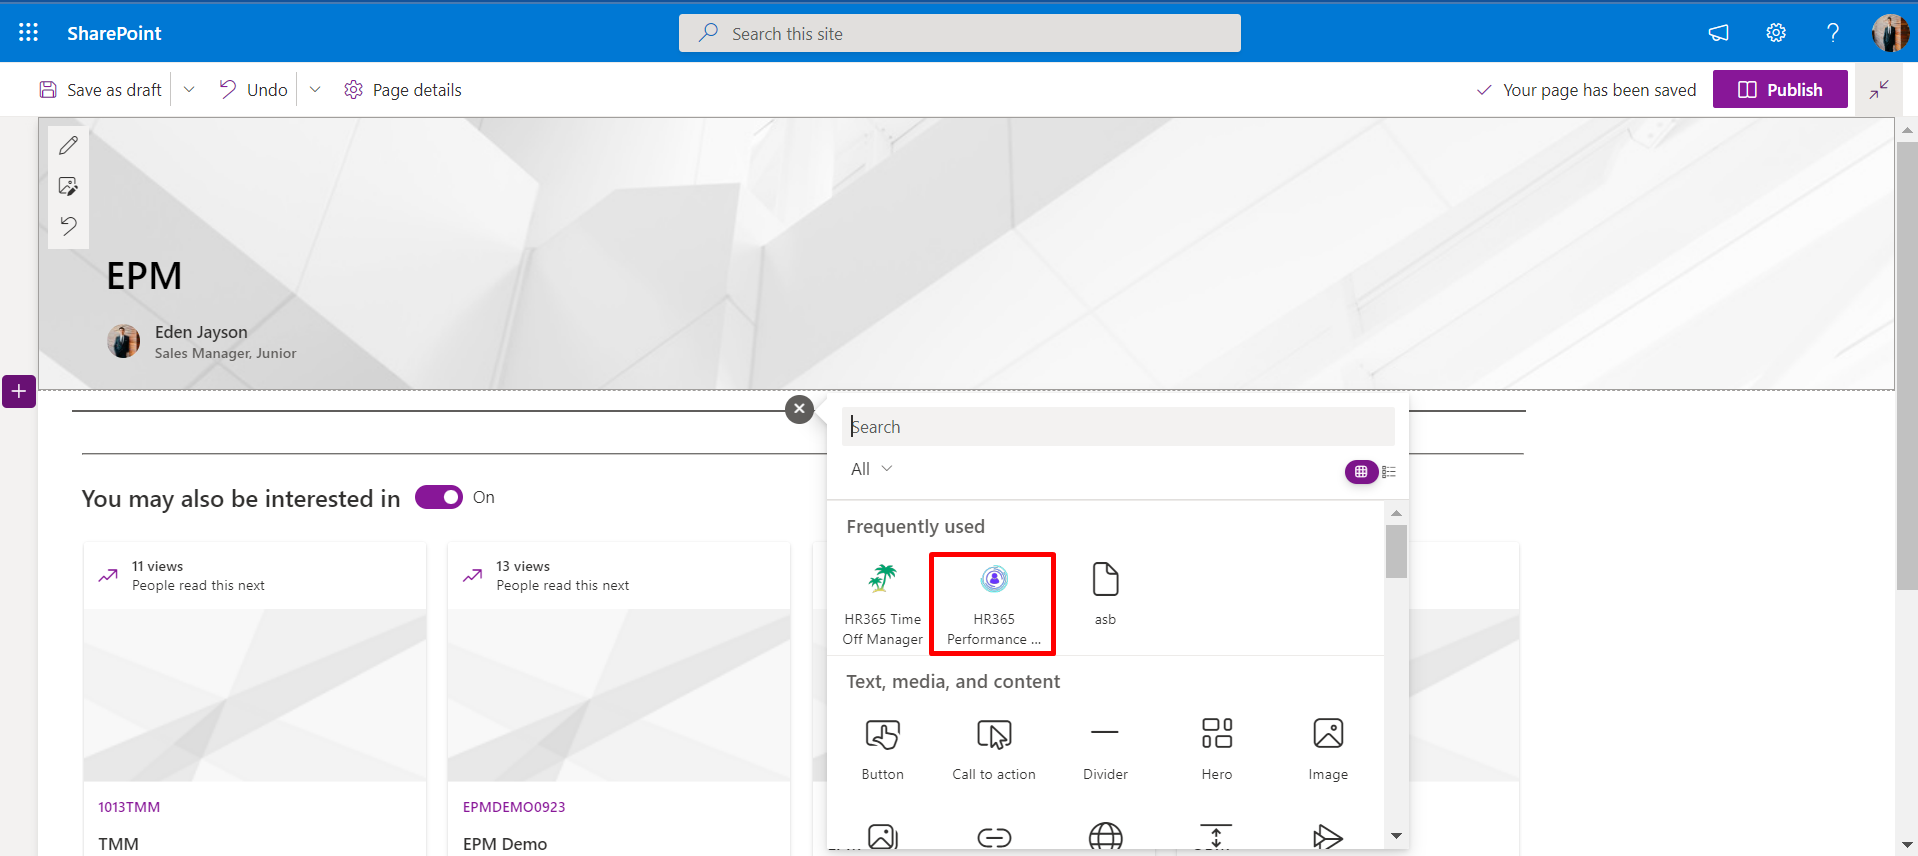 SharePoint
Search this site
Save as draft
Undo
Page details
Your page has been saved
Publish
EPM
Eden Jayson
Sales Manager, Junior
Search
All
You may also be interested in
On
Frequently used
11 views
People read this next
13 views
People read this next
HR365 Time
Off Manager
HR365
Performance ...
asb
Text, media, and content
Button
Call to action
Divider
Hero
Image
1013TMM
EPMDEMO0923
TMM
EPM Demo